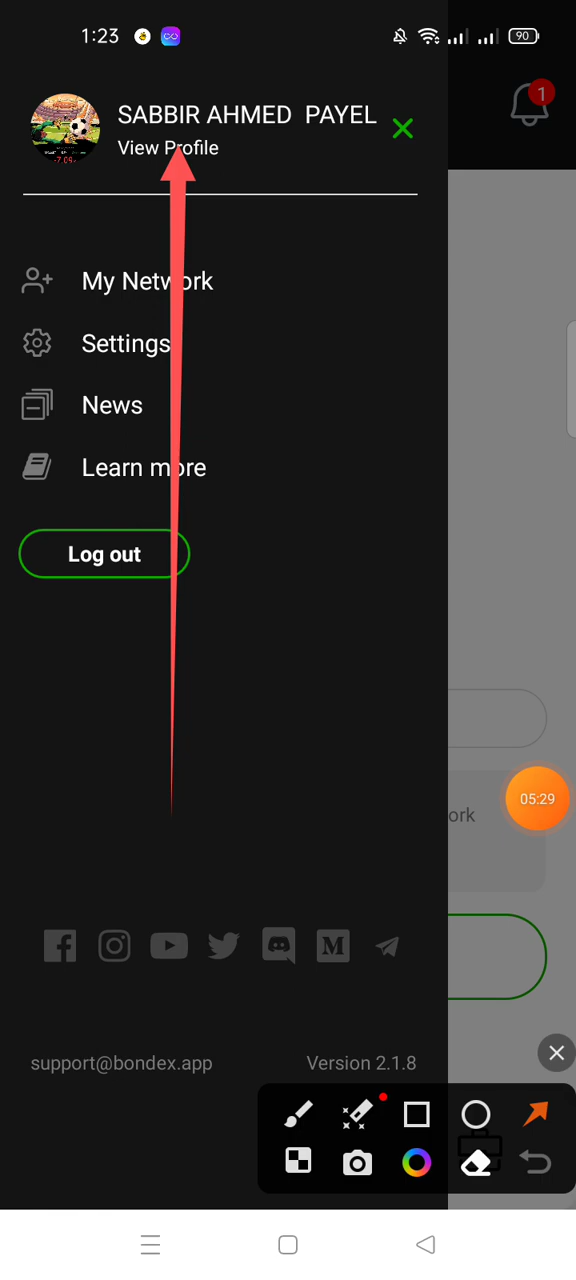 1:23
90
1
SABBIR AHMED PAYEL
View Profile
My Network
Settings
News
Learn more
Log out
05:29
ork
support@bondex.app
Version 2.1.8